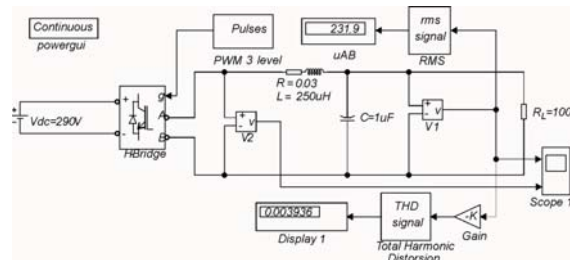 Continuous
powergui
Pulses
PWM 3 level
231.9
uAB
rms
signal
RMS
R = 0.03
L = 250uH
g
A
B
+
-
Vdc=290V
HBridge
+
-
v
V2
C=1uF
+
-
v
V1
RL=100
Scope 1
0.003936
Display 1
THD
signal
Total Harmonic
Distorsion
-K
Gain